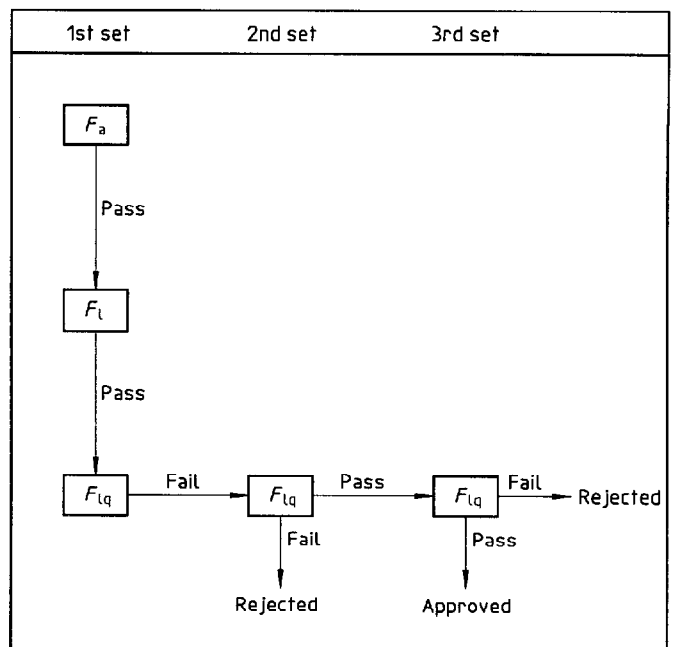 1st set 2nd set 3rd set
Fa
Pass
Fl
Pass
Flq Fail Flq Pass Flq Fail Rejected
Fail Pass
Rejected Approved